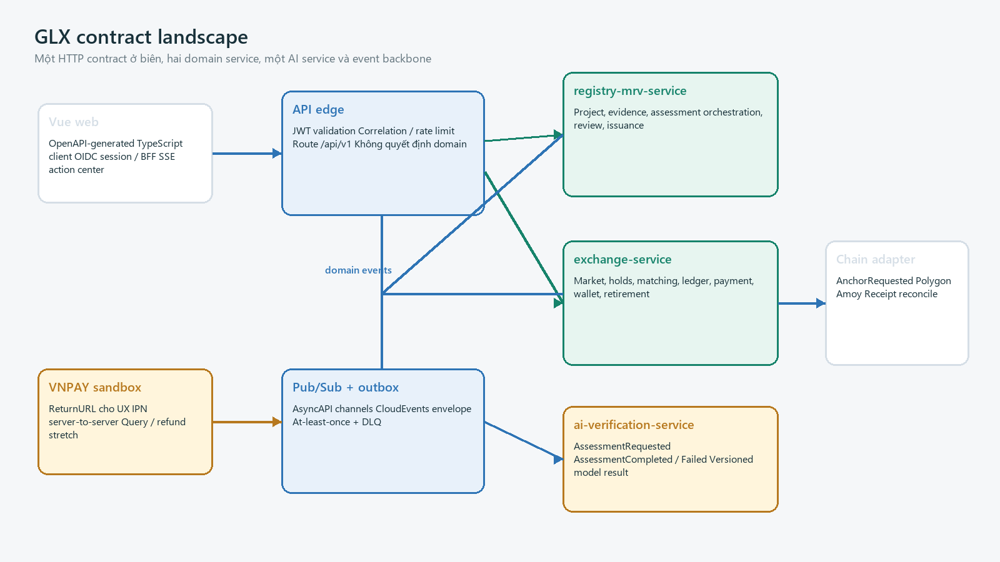 GLX contract landscape
Một HTTP contract ở biên, hai domain service, một AI service và event backbone
Vue web
OpenAPI-generated TypeScript
client OIDC session / BFF SSE
action center
API edge
JWT validation Correlation / rate limit
Route /api/v1 Không quyết định domain
registry-mrv-service
Project, evidence, assessment orchestration,
review, issuance
domain events
exchange-service
Market, holds, matching, ledger, payment,
wallet, retirement
Chain adapter
AnchorRequested Polygon
Amoy Receipt reconcile
VNPAY sandbox
ReturnURL cho UX IPN
server-to-server Query / refund
stretch
Pub/Sub + outbox
AsyncAPI channels CloudEvents envelope
At-least-once + DLQ
ai-verification-service
AssessmentRequested
AssessmentCompleted / Failed Versioned
model result